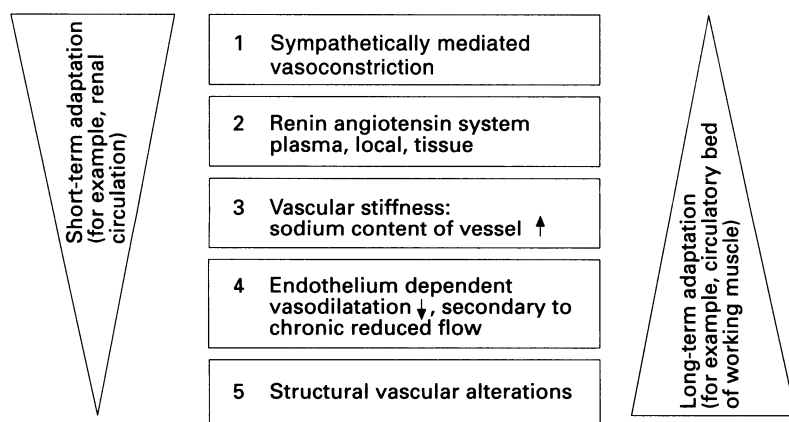 Short-term adaptation
(for example, renal
circulation)
1 Sympathetically mediated
vasoconstriction
2 Renin angiotensin system
plasma, local, tissue
3 Vascular stiffness:
sodium content of vessel ↑
4 Endothelium dependent
vasodilatation ↓, secondary to
chronic reduced flow
5 Structural vascular alterations
Long-term adaptation
(for example, circulatory bed
of working muscle)